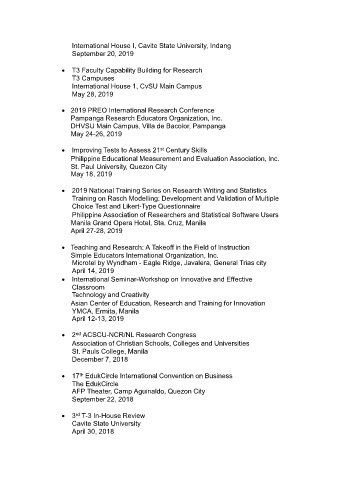 International House I, Cavite State University, Indang
September 20, 2019
• T3 Faculty Capability Building for Research
T3 Campuses
International House 1, CvSU Main Campus
May 28, 2019
• 2019 PREO International Research Conference
Pampanga Research Educators Organization, Inc.
DHVSU Main Campus, Villa de Bacolor, Pampanga
May 24-26, 2019
• Improving Tests to Assess 21st Century Skills
Philippine Educational Measurement and Evaluation Association, Inc.
St. Paul University, Quezon City
May 18, 2019
• 2019 National Training Series on Research Writing and Statistics
Training on Rasch Modelling: Development and Validation of Multiple
Choice Test and Likert-Type Questionnaire
Philippine Association of Researchers and Statistical Software Users
Manila Grand Opera Hotel, Sta. Cruz, Manila
April 27-28, 2019
• Teaching and Research: A Takeoff in the Field of Instruction
Simple Educators International Organization, Inc.
Microtel by Wyndham - Eagle Ridge, Javalera, General Trias city
April 14, 2019
• International Seminar-Workshop on Innovative and Effective
Classroom
Technology and Creativity
Asian Center of Education, Research and Training for Innovation
YMCA, Ermita, Manila
April 12-13, 2019
• 2nd ACSCU-NCR/NL Research Congress
Association of Christian Schools, Colleges and Universities
St. Pauls College, Manila
December 7, 2018
• 17th EdukCircle International Convention on Business
The EdukCircle
AFP Theater, Camp Aguinaldo, Quezon City
September 22, 2018
• 3rd T-3 In-House Review
Cavite State University
April 30, 2018